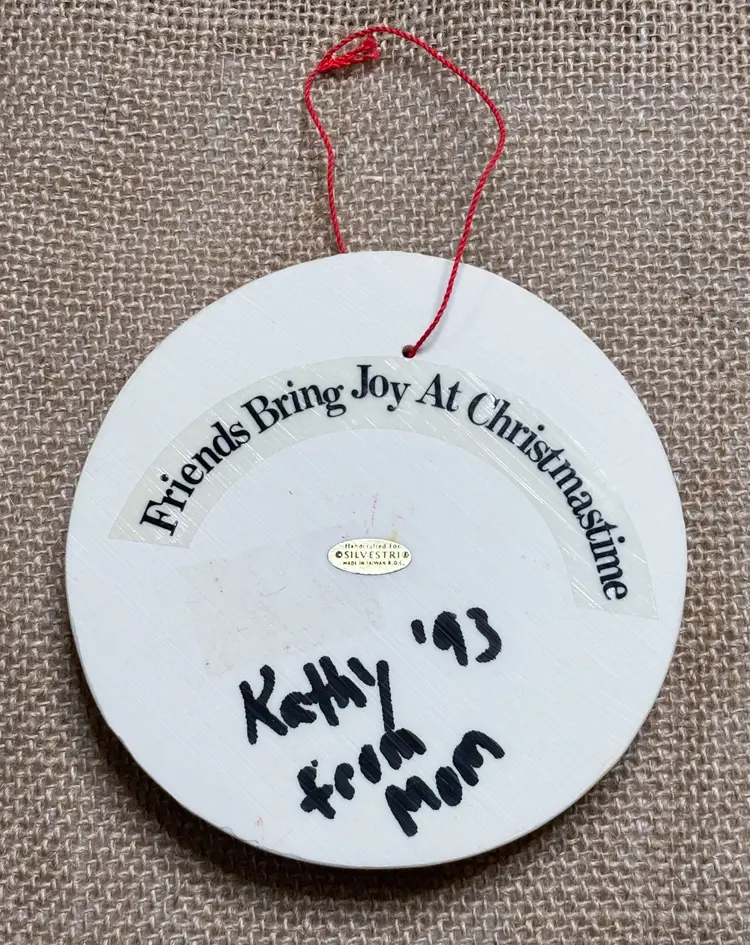 Friends Bring Joy At Christmastime
Handcrafted For
©SILVESTRI®
MADE IN TAIWAN R.O.C.
Kathy '93
from
Mom